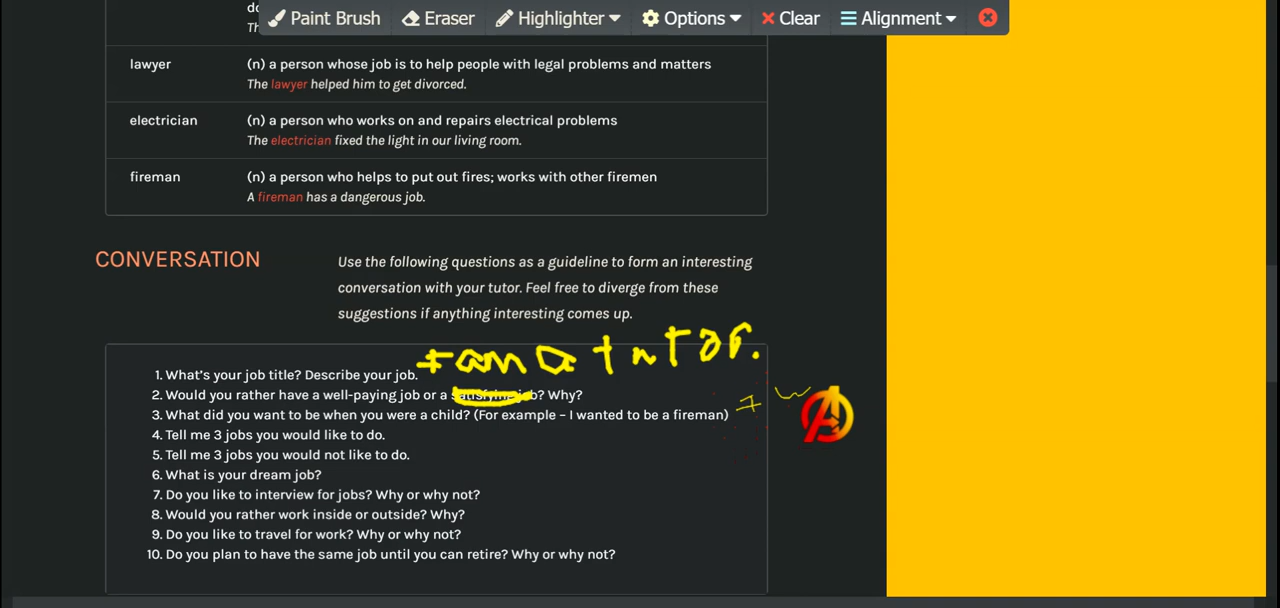 Paint Brush Eraser Highlighter Options Clear Alignment
lawyer (n) a person whose job is to help people with legal problems and matters
The lawyer helped him to get divorced.
electrician (n) a person who works on and repairs electrical problems
The electrician fixed the light in our living room.
fireman (n) a person who helps to put out fires; works with other firemen
A fireman has a dangerous job.
CONVERSATION
Use the following questions as a guideline to form an interesting
conversation with your tutor. Feel free to diverge from these
suggestions if anything interesting comes up.
I am a tutor.
1. What's your job title? Describe your job.
2. Would you rather have a well-paying job or a satisfying job? Why?
3. What did you want to be when you were a child? (For example – I wanted to be a fireman)
I w
4. Tell me 3 jobs you would like to do.
5. Tell me 3 jobs you would not like to do.
6. What is your dream job?
7. Do you like to interview for jobs? Why or why not?
8. Would you rather work inside or outside? Why?
9. Do you like to travel for work? Why or why not?
10. Do you plan to have the same job until you can retire? Why or why not?